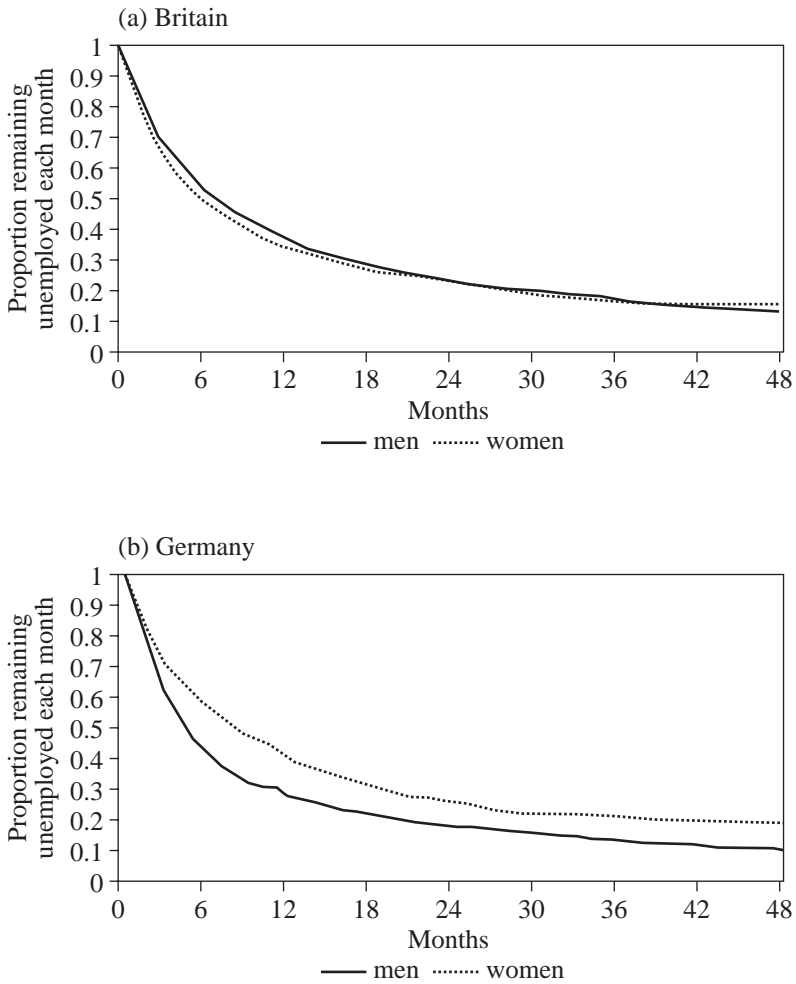 (a) Britain
Proportion remaining
unemployed each month
1
0.9
0.8
0.7
0.6
0.5
0.4
0.3
0.2
0.1
0
0 6 12 18 24 30 36 42 48
Months
men women
(b) Germany
Proportion remaining
unemployed each month
1
0.9
0.8
0.7
0.6
0.5
0.4
0.3
0.2
0.1
0
0 6 12 18 24 30 36 42 48
Months
men women